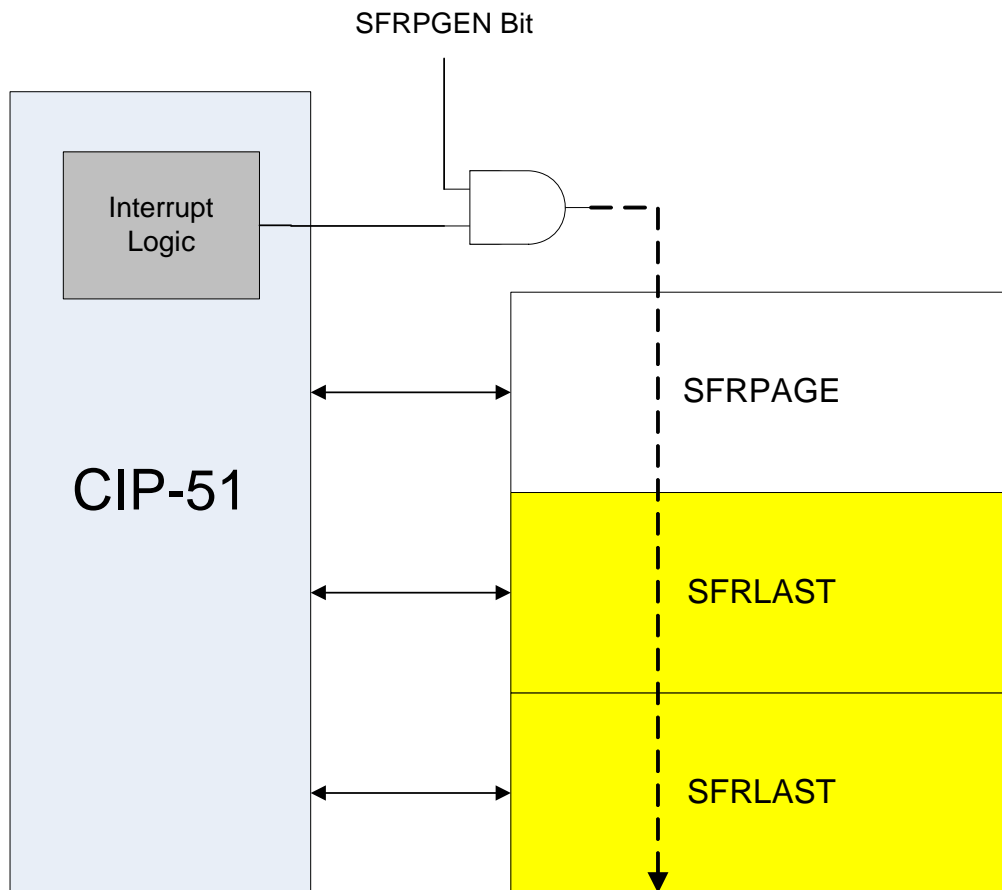 SFRPGEN Bit
Interrupt
Logic
SFRPAGE
CIP-51
SFRLAST
SFRLAST